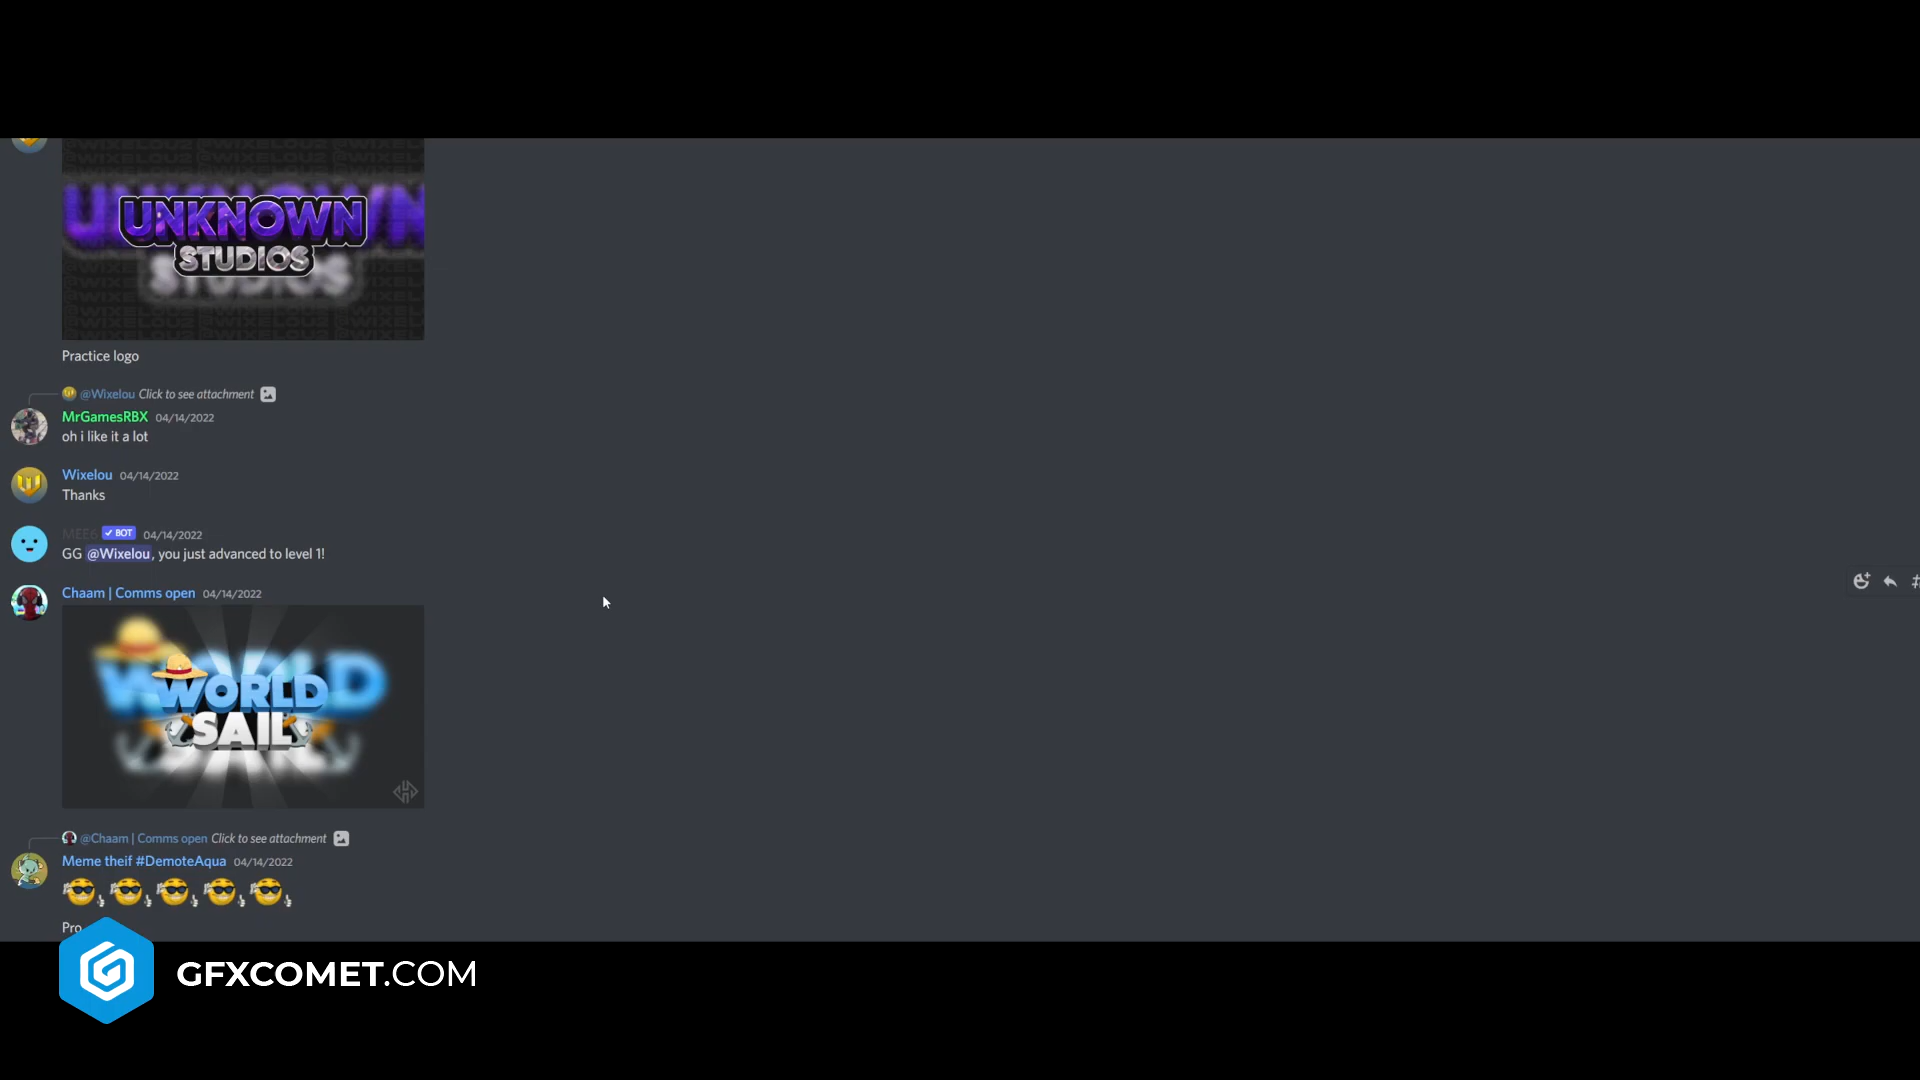 UNKNOWN
STUDIOS
Practice logo
@Wixelou Click to see attachment
MrGamesRBX 04/14/2022
oh i like it a lot
Wixelou 04/14/2022
Thanks
MEE6 ✓ BOT 04/14/2022
GG @Wixelou, you just advanced to level 1!
Chaam | Comms open 04/14/2022
WORLD
SAIL
@Chaam | Comms open Click to see attachment
Meme theif #DemoteAqua 04/14/2022
Pro
GFXCOMET.COM